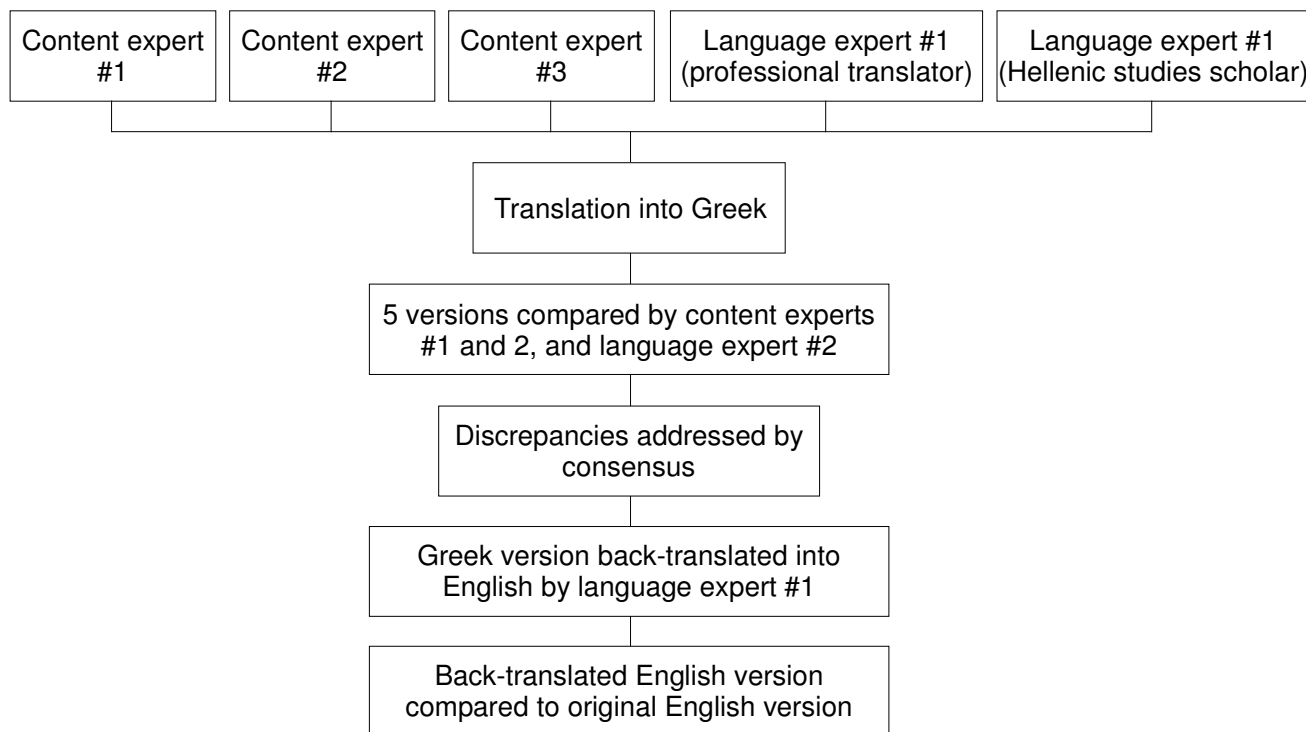 Content expert
#1
Content expert
#2
Content expert
#3
Language expert #1
(professional translator)
Language expert #1
(Hellenic studies scholar)
Translation into Greek
5 versions compared by content experts
#1 and 2, and language expert #2
Discrepancies addressed by
consensus
Greek version back-translated into
English by language expert #1
Back-translated English version
compared to original English version